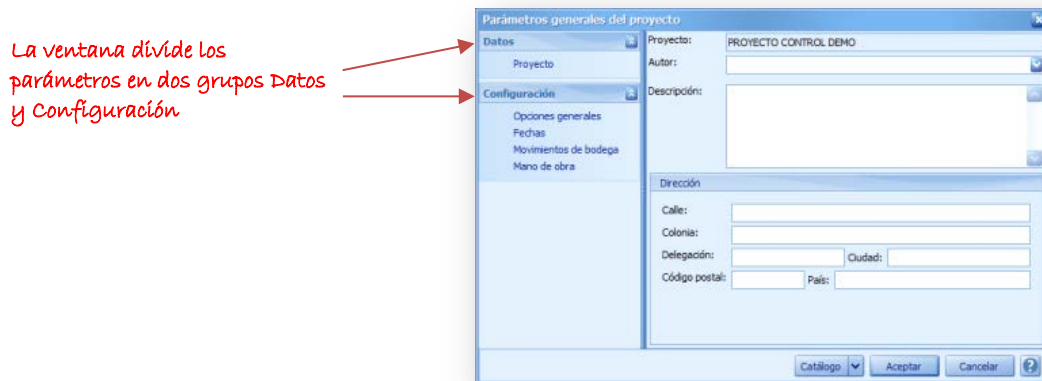 La ventana divide los
parámetros en dos grupos Datos
y Configuración
Parámetros generales del proyecto
Datos
Proyecto
Configuración
Opciones generales
Fechas
Movimientos de bodega
Mano de obra
Proyecto: PROYECTO CONTROL DEMO
Autor:
Descripción:
Dirección
Calle:
Colonia:
Delegación: Ciudad:
Código postal: País:
Catálogo Aceptar Cancelar ?